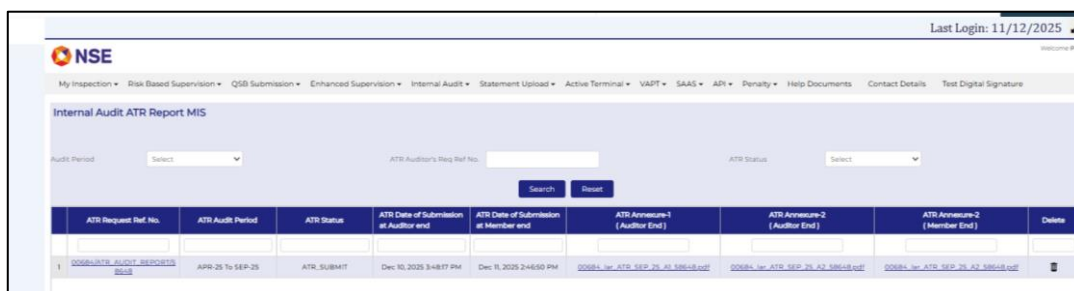 Last Login: 11/12/2025
NSE
My Inspection Risk Based Supervision QSB Submission Enhanced Supervision Internal Audit Statement Upload Active Terminal VAPT SAAS API Penalty Help Documents Contact Details Test Digital Signature
Internal Audit ATR Report MIS
Audit Period Select ATR Auditor's Req Ref No. ATR Status Select
Search Reset
ATR Request Ref. No. ATR Audit Period ATR Status ATR Date of Submission at Auditor end ATR Date of Submission at Member end ATR Annexure-1 (Auditor End) ATR Annexure-2 (Auditor End) ATR Annexure-2 (Member End) Delete
1 00684/ATR_AUDIT_REPORT/58648 APR-25 To SEP-25 ATR_SUBMIT Dec 10, 2025 3:48:17 PM Dec 11, 2025 2:46:50 PM 00684_Iar_ATR_SEP_25_A1_58648.pdf 00684_Iar_ATR_SEP_25_A2_58648.pdf 00684_Iar_ATR_SEP_25_A2_58648.pdf